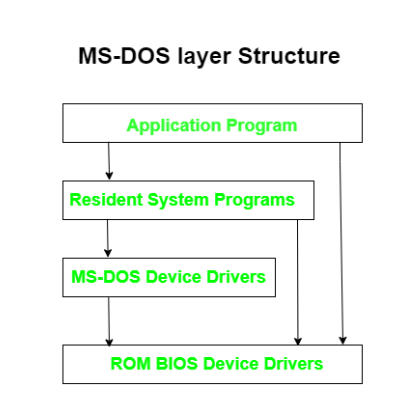 MS-DOS layer Structure
Application Program
Resident System Programs
MS-DOS Device Drivers
ROM BIOS Device Drivers